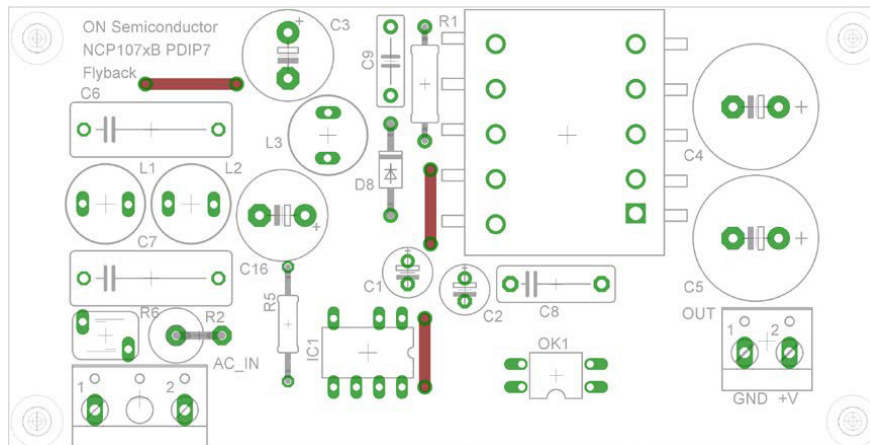 ON Semiconductor
NCP107xB PDIP7
Flyback
C3
C9
R1
C6
L3
C4
D8
L1
L2
C7
C16
C1
C2
C8
C5
R5
R6
R2
AC_IN
IC1
OK1
OUT
1
2
1
2
GND
+V